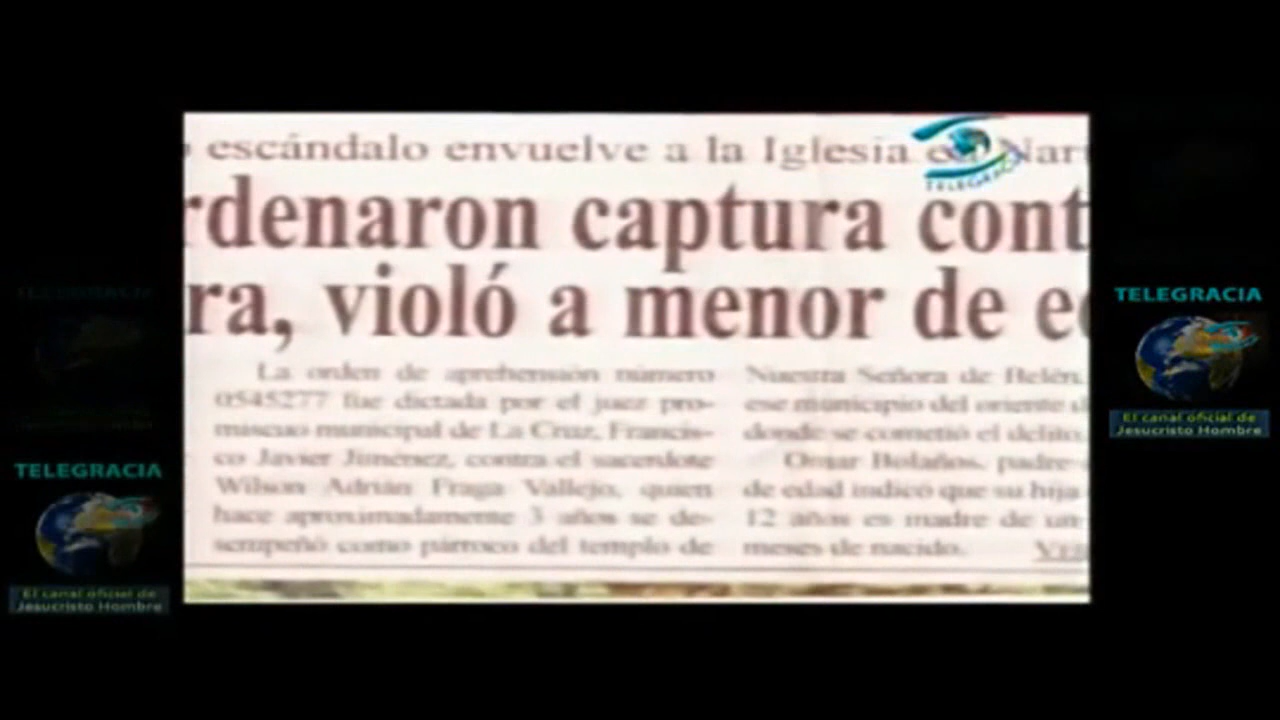 escándalo envuelve a la Iglesia en Nar
rdenaron captura cont
ra, violó a menor de e
La orden de aprehensión número
0545277 fue dictada por el juez pro-
miscuo municipal de La Cruz, Francis-
co Javier Jiménez, contra el sacerdote
Wilson Adrián Fraga Vallejo, quien
hace aproximadamente 3 años se de-
sempeñó como párroco del templo de
Nuestra Señora de Belén,
ese municipio del oriente d
donde se cometió el delito.
Omar Bolaños, padre
de edad indicó que su hija
12 años es madre de un
meses de nacido.
TELEGRACIA
TELEGRACIA
El canal oficial de
Jesucristo Hombre
TELEGRACIA
El canal oficial de
Jesucristo Hombre